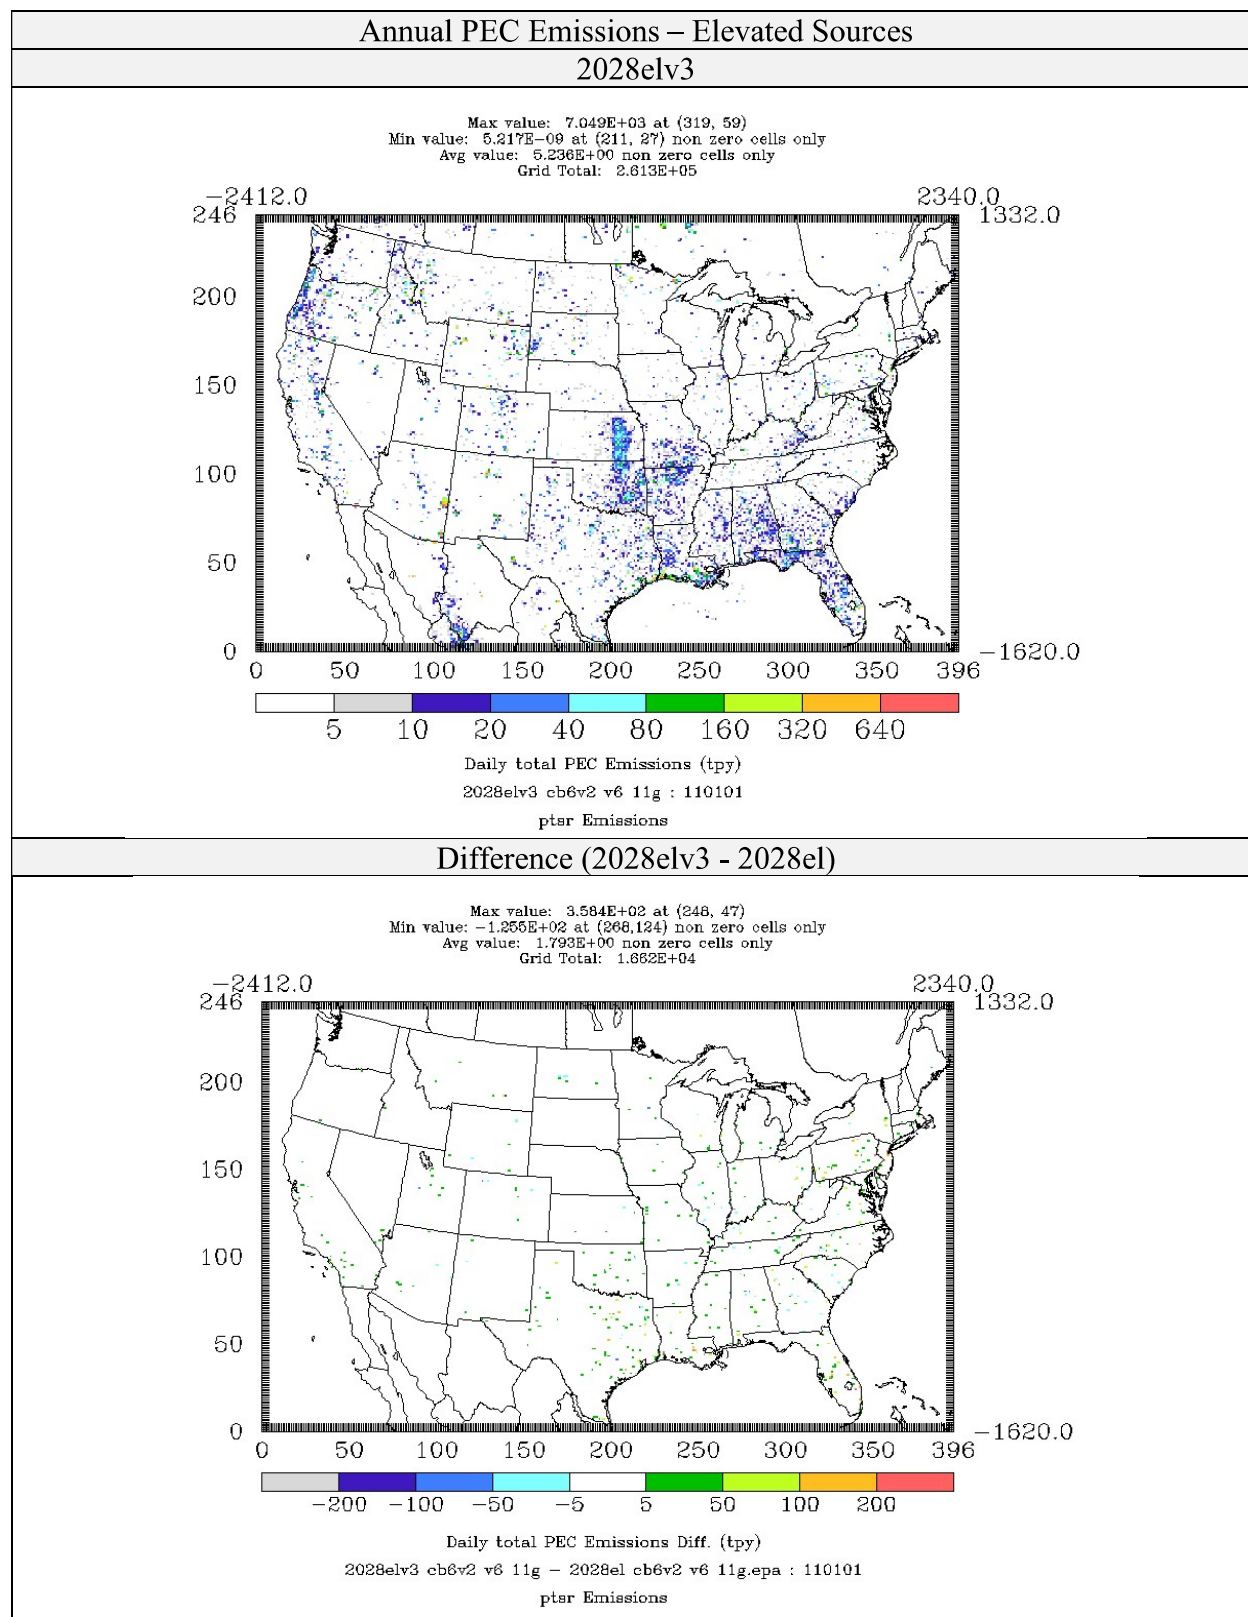 Annual PEC Emissions – Elevated Sources
2028elv3
Max value: 7.049E+03 at (319, 59)
Min value: 5.217E-09 at (211, 27) non zero cells only
Avg value: 5.236E+00 non zero cells only
Grid Total: 2.613E+05
-2412.0 2340.0
246 1332.0
200
150
100
50
0 -1620.0
0 50 100 150 200 250 300 350 396
5 10 20 40 80 160 320 640
Daily total PEC Emissions (tpy)
2028elv3 cb6v2 v6 11g : 110101
ptsr Emissions
Difference (2028elv3 - 2028el)
Max value: 3.584E+02 at (248, 47)
Min value: -1.255E+02 at (268,124) non zero cells only
Avg value: 1.793E+00 non zero cells only
Grid Total: 1.662E+04
-2412.0 2340.0
246 1332.0
200
150
100
50
0 -1620.0
0 50 100 150 200 250 300 350 396
-200 -100 -50 -5 5 50 100 200
Daily total PEC Emissions Diff. (tpy)
2028elv3 cb6v2 v6 11g - 2028el cb6v2 v6 11g.epa : 110101
ptsr Emissions